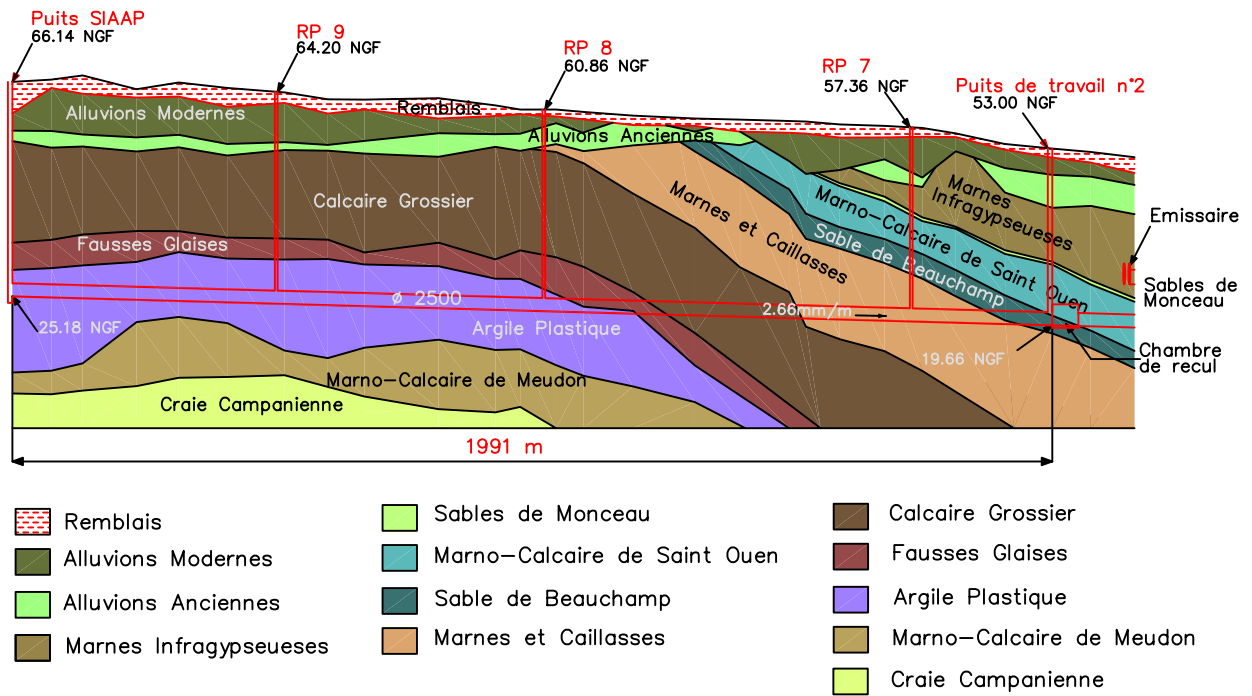 Puits SIAAP
66.14 NGF
RP 9
64.20 NGF
RP 8
60.86 NGF
RP 7
57.36 NGF
Puits de travail n°2
53.00 NGF
Remblais
Alluvions Modernes
Alluvions Anciennes
Calcaire Grossier
Marnes et Caillasses
Marno-Calcaire de Saint Ouen
Marnes
Infragypseueses
Sable de Beauchamp
Fausses Glaises
Emissaire
Sables de
Monceau
ø 2500
2.66mm/m
25.18 NGF
Argile Plastique
19.66 NGF
Chambre
de recul
Marno-Calcaire de Meudon
Craie Campanienne
1991 m
Remblais
Alluvions Modernes
Alluvions Anciennes
Marnes Infragypseueses
Sables de Monceau
Marno-Calcaire de Saint Ouen
Sable de Beauchamp
Marnes et Caillasses
Calcaire Grossier
Fausses Glaises
Argile Plastique
Marno-Calcaire de Meudon
Craie Campanienne